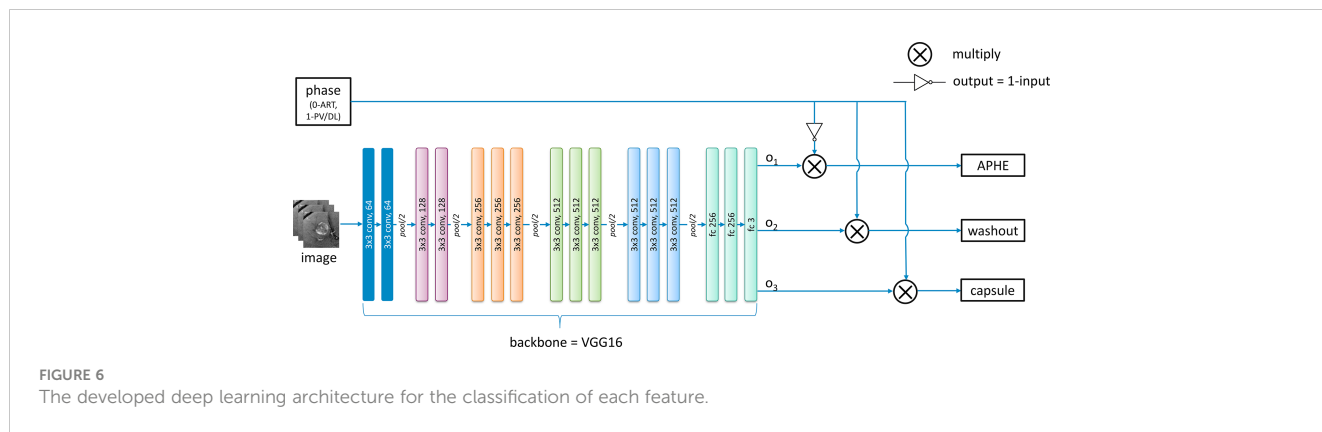 multiply
output = 1-input
phase
(0-ART,
1-PV/DL)
image
3x3 conv, 64
3x3 conv, 64
pool/2
3x3 conv, 128
3x3 conv, 128
pool/2
3x3 conv, 256
3x3 conv, 256
3x3 conv, 256
pool/2
3x3 conv, 512
3x3 conv, 512
3x3 conv, 512
pool/2
3x3 conv, 512
3x3 conv, 512
3x3 conv, 512
pool/2
fc 256
fc 256
fc 3
O₁
O₂
O₃
APHE
washout
capsule
backbone = VGG16
FIGURE 6
The developed deep learning architecture for the classification of each feature.